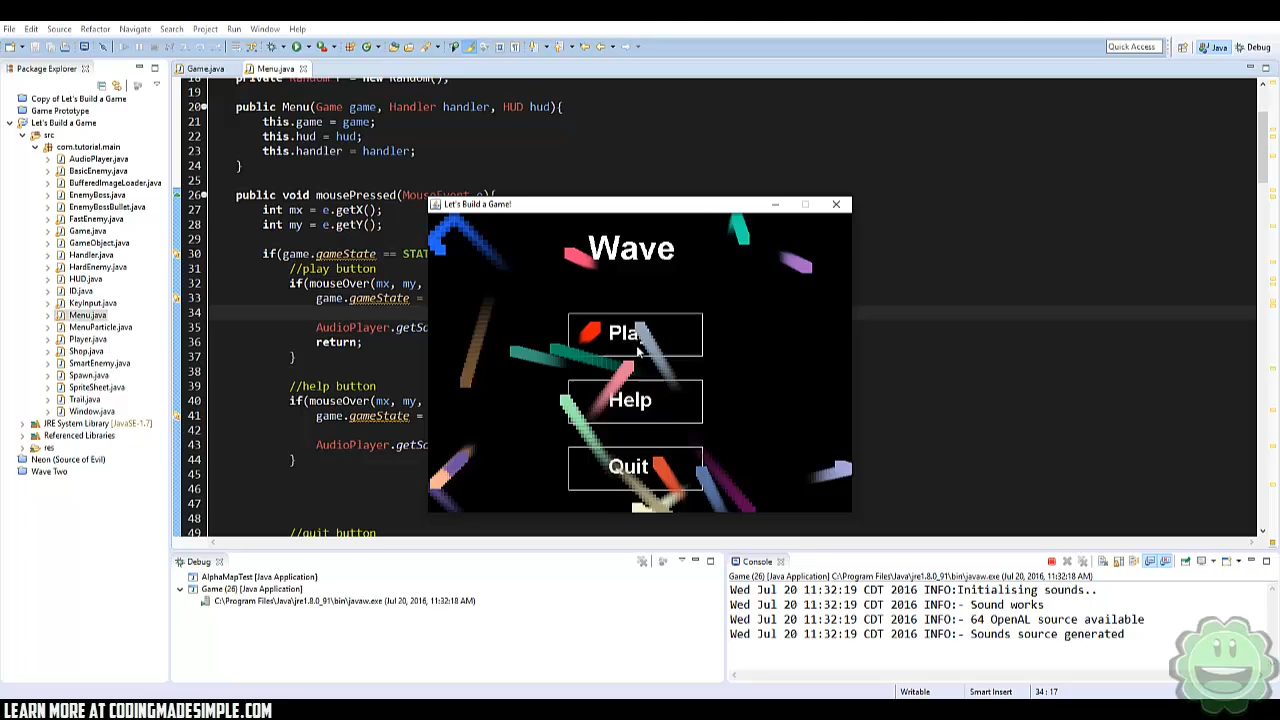 File Edit Source Refactor Navigate Search Project Run Window Help
Quick Access Java Debug
Package Explorer
Copy of Let's Build a Game
Game Prototype
Let's Build a Game
src
com.tutorial.main
AudioPlayer.java
BasicEnemy.java
BufferedImageLoader.java
EnemyBoss.java
EnemyBossBullet.java
FastEnemy.java
Game.java
GameObject.java
Handler.java
HardEnemy.java
HUD.java
ID.java
KeyInput.java
Menu.java
MenuParticle.java
Player.java
Shop.java
SmartEnemy.java
Spawn.java
SpriteSheet.java
Trail.java
Window.java
JRE System Library [JavaSE-1.7]
Referenced Libraries
res
Neon (Source of Evil)
Wave Two
Game.java Menu.java
18 private Random r = new Random();
19
20 public Menu(Game game, Handler handler, HUD hud){
21 this.game = game;
22 this.hud = hud;
23 this.handler = handler;
24 }
25
26 public void mousePressed(MouseEvent e){
27 int mx = e.getX();
28 int my = e.getY();
29
30 if(game.gameState == STAT
31 //play button
32 if(mouseOver(mx, my,
33 game.gameState =
34
35 AudioPlayer.getSo
36 return;
37 }
38
39 //help button
40 if(mouseOver(mx, my,
41 game.gameState =
42
43 AudioPlayer.getSo
44 }
45
46
47
48
49 //quit button
Let's Build a Game!
Wave
Play
Help
Quit
Debug
AlphaMapTest [Java Application]
Game (26) [Java Application]
C:\Program Files\Java\jre1.8.0_91\bin\javaw.exe (Jul 20, 2016, 11:32:18 AM)
Console
Game (26) [Java Application] C:\Program Files\Java\jre1.8.0_91\bin\javaw.exe (Jul 20, 2016, 11:32:18 AM)
Wed Jul 20 11:32:19 CDT 2016 INFO:Initialising sounds..
Wed Jul 20 11:32:19 CDT 2016 INFO:- Sound works
Wed Jul 20 11:32:19 CDT 2016 INFO:- 64 OpenAL source available
Wed Jul 20 11:32:19 CDT 2016 INFO:- Sounds source generated
Writable Smart Insert 34 : 17
LEARN MORE AT CODINGMADESIMPLE.COM